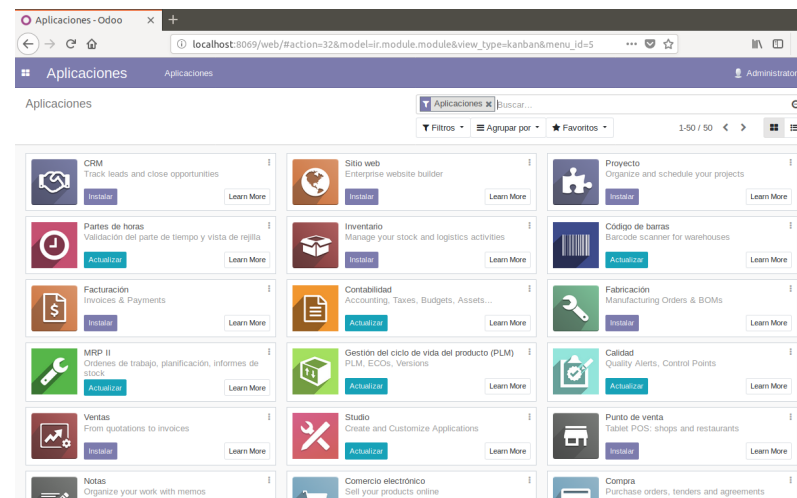 Aplicaciones - Odoo
localhost:8069/web/#action=32&model=ir.module.module&view_type=kanban&menu_id=5
Aplicaciones
Aplicaciones
Administrator
Aplicaciones
Aplicaciones
Buscar...
Filtros
Agrupar por
Favoritos
1-50 / 50
CRM
Track leads and close opportunities
Instalar
Learn More
Sitio web
Enterprise website builder
Instalar
Learn More
Proyecto
Organize and schedule your projects
Instalar
Learn More
Partes de horas
Validación del parte de tiempo y vista de rejilla
Actualizar
Learn More
Inventario
Manage your stock and logistics activities
Instalar
Learn More
Código de barras
Barcode scanner for warehouses
Actualizar
Learn More
Facturación
Invoices & Payments
Instalar
Learn More
Contabilidad
Accounting, Taxes, Budgets, Assets...
Actualizar
Learn More
Fabricación
Manufacturing Orders & BOMs
Instalar
Learn More
MRP II
Ordenes de trabajo, planificación, informes de
stock
Actualizar
Learn More
Gestión del ciclo de vida del producto (PLM)
PLM, ECOs, Versions
Actualizar
Learn More
Calidad
Quality Alerts, Control Points
Actualizar
Learn More
Ventas
From quotations to invoices
Instalar
Learn More
Studio
Create and Customize Applications
Actualizar
Learn More
Punto de venta
Tablet POS: shops and restaurants
Instalar
Learn More
Notas
Organize your work with memos
Comercio electrónico
Sell your products online
Compra
Purchase orders, tenders and agreements